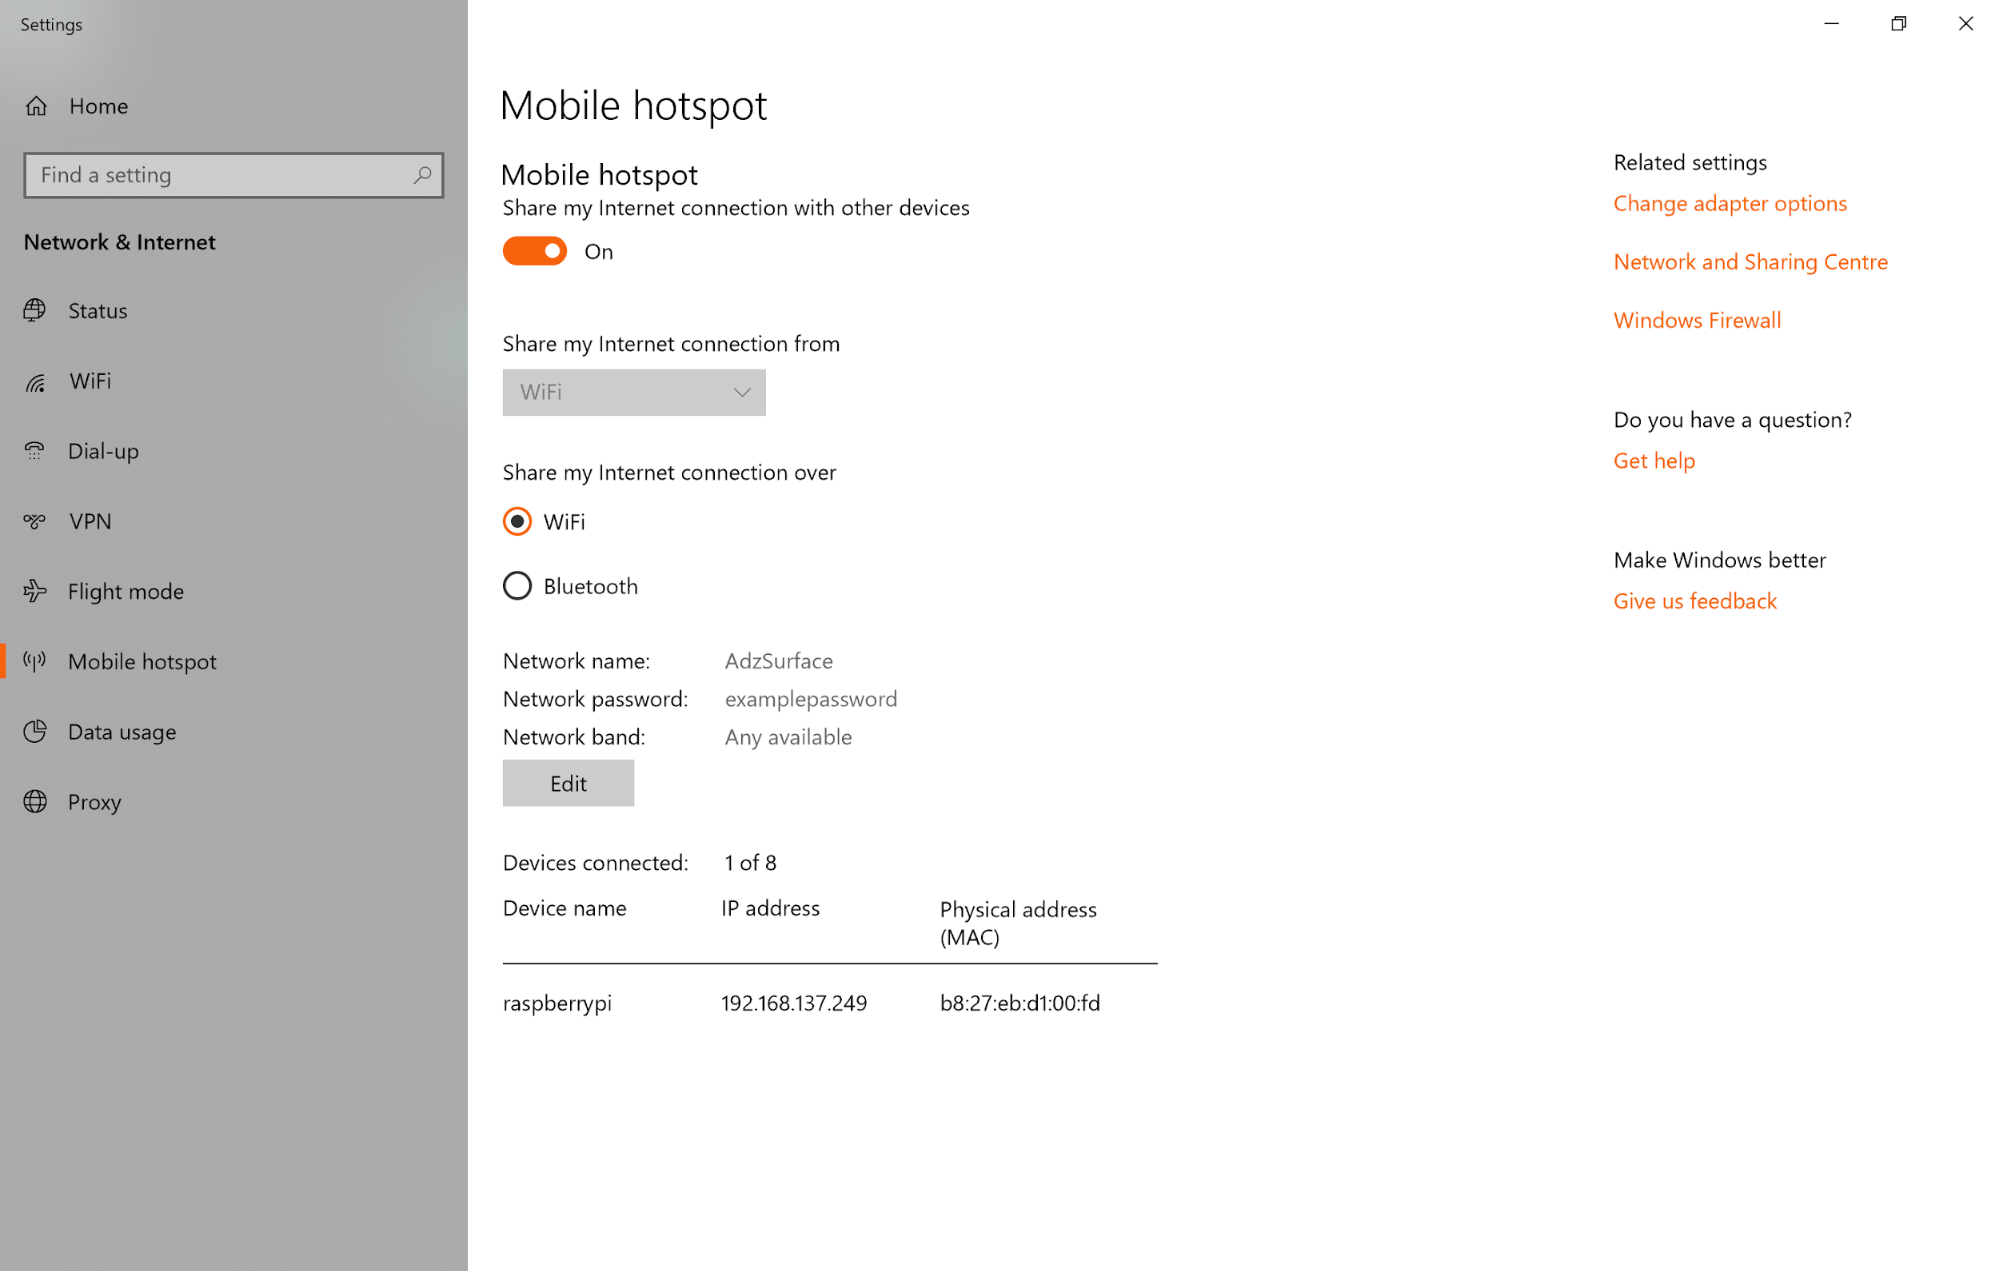 Settings
Home
Find a setting
Network & Internet
Status
WiFi
Dial-up
VPN
Flight mode
Mobile hotspot
Data usage
Proxy
Mobile hotspot
Mobile hotspot
Share my Internet connection with other devices
On
Share my Internet connection from
WiFi
Share my Internet connection over
WiFi
Bluetooth
Network name: AdzSurface
Network password: examplepassword
Network band: Any available
Edit
Devices connected: 1 of 8
Device name IP address Physical address
(MAC)
raspberrypi 192.168.137.249 b8:27:eb:d1:00:fd
Related settings
Change adapter options
Network and Sharing Centre
Windows Firewall
Do you have a question?
Get help
Make Windows better
Give us feedback